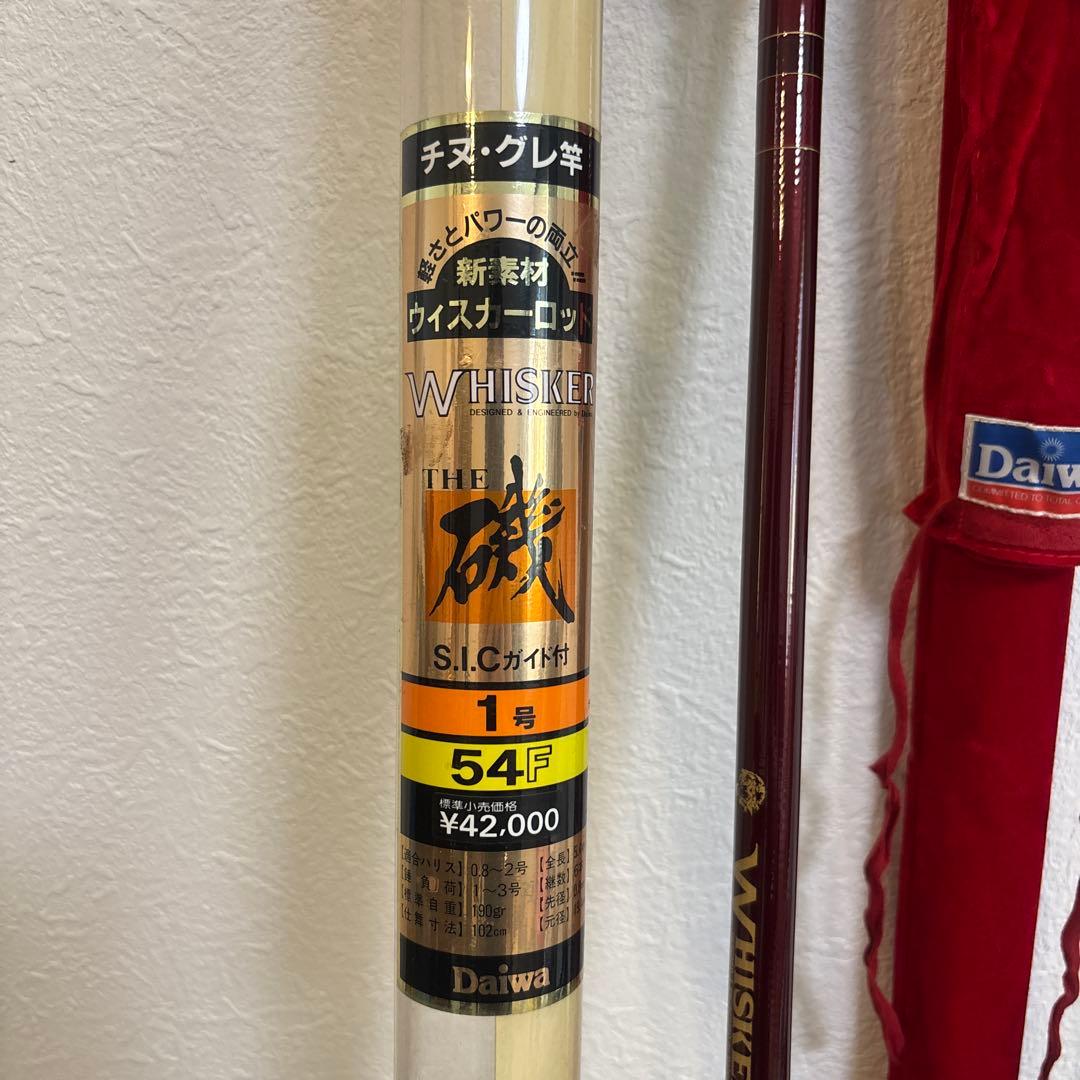 チヌ・グレ竿
軽さとパワーの両立!!
新素材
ウィスカーロッド
WHISKER
DESIGNED & ENGINEERED by Daiwa
THE
磯
S.I.Cガイド付
1号
54F
標準小売価格
¥42,000
【適合ハリス】0.8～2号【全長】
【錘負荷】1～3号【継数】
【標準自重】190gr【先径】
【仕舞寸法】102cm【元径】
Daiwa
WHISKE
Daiw
COMMITTED TO TOTAL